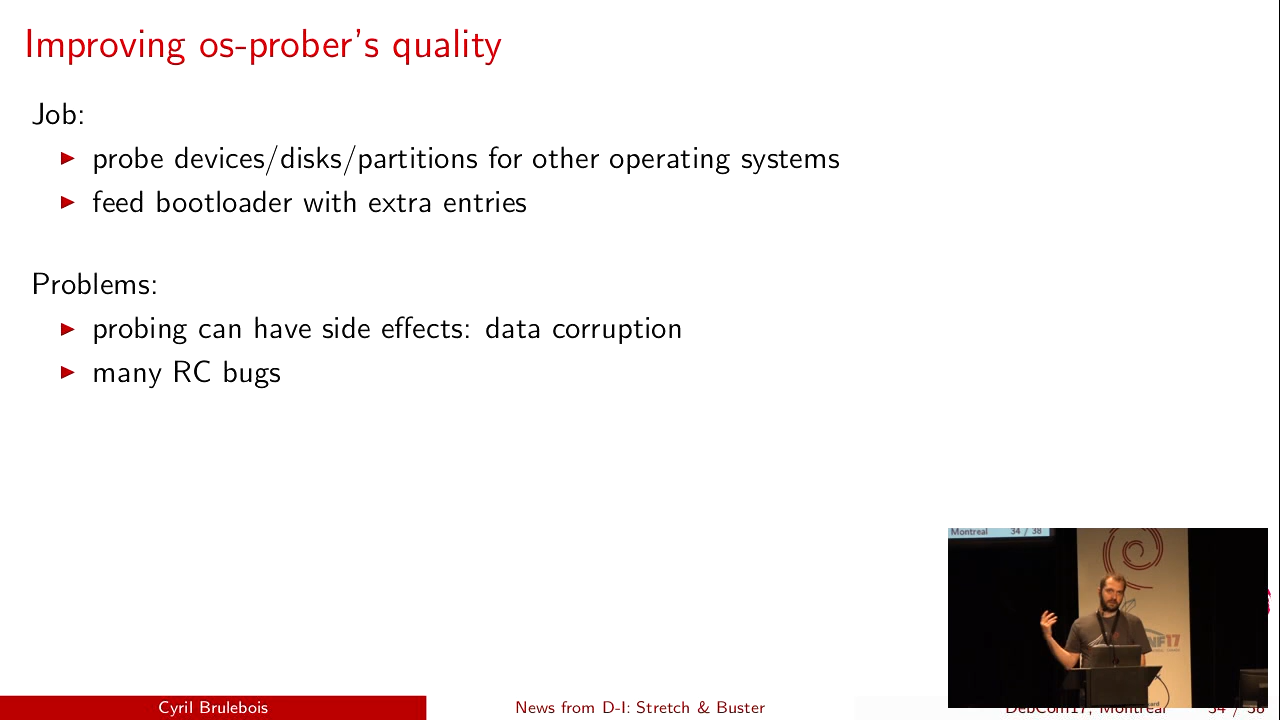 Improving os-prober's quality
Job:
▶ probe devices/disks/partitions for other operating systems
▶ feed bootloader with extra entries
Problems:
▶ probing can have side effects: data corruption
▶ many RC bugs
Montreal 34 / 38
NF17
Cyril Brulebois
News from D-I: Stretch & Buster
DebConf17, Montreal
34 / 38